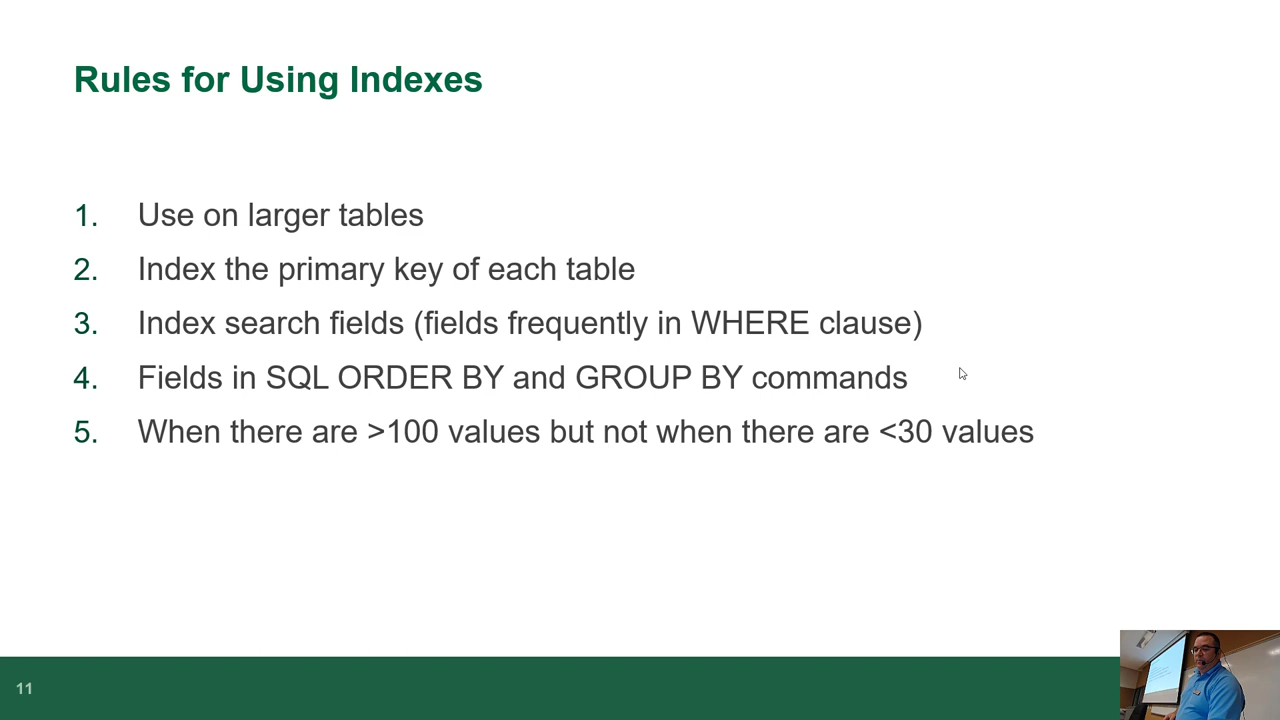 Rules for Using Indexes
1. Use on larger tables
2. Index the primary key of each table
3. Index search fields (fields frequently in WHERE clause)
4. Fields in SQL ORDER BY and GROUP BY commands
5. When there are >100 values but not when there are <30 values
11